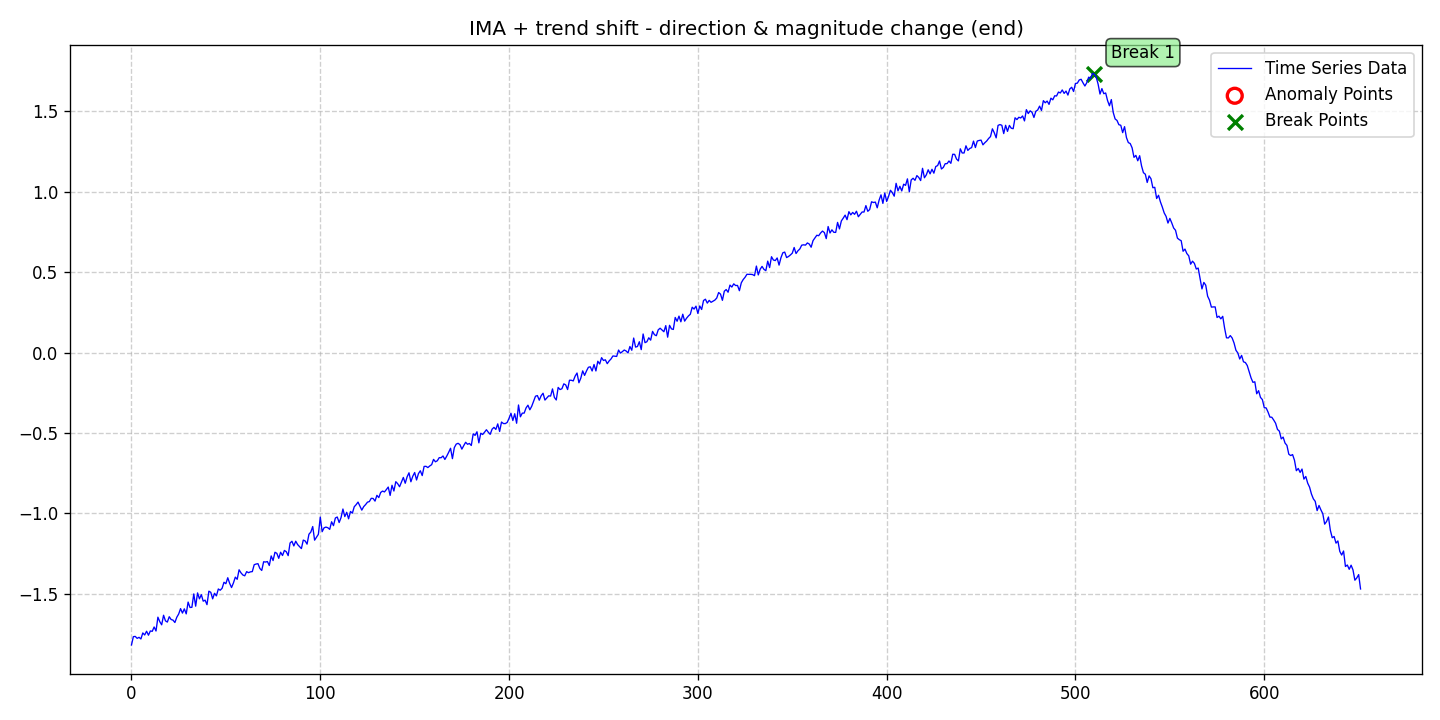 IMA + trend shift - direction & magnitude change (end)
Break 1
Time Series Data
Anomaly Points
Break Points
1.5
1.0
0.5
0.0
−0.5
−1.0
−1.5
0 100 200 300 400 500 600